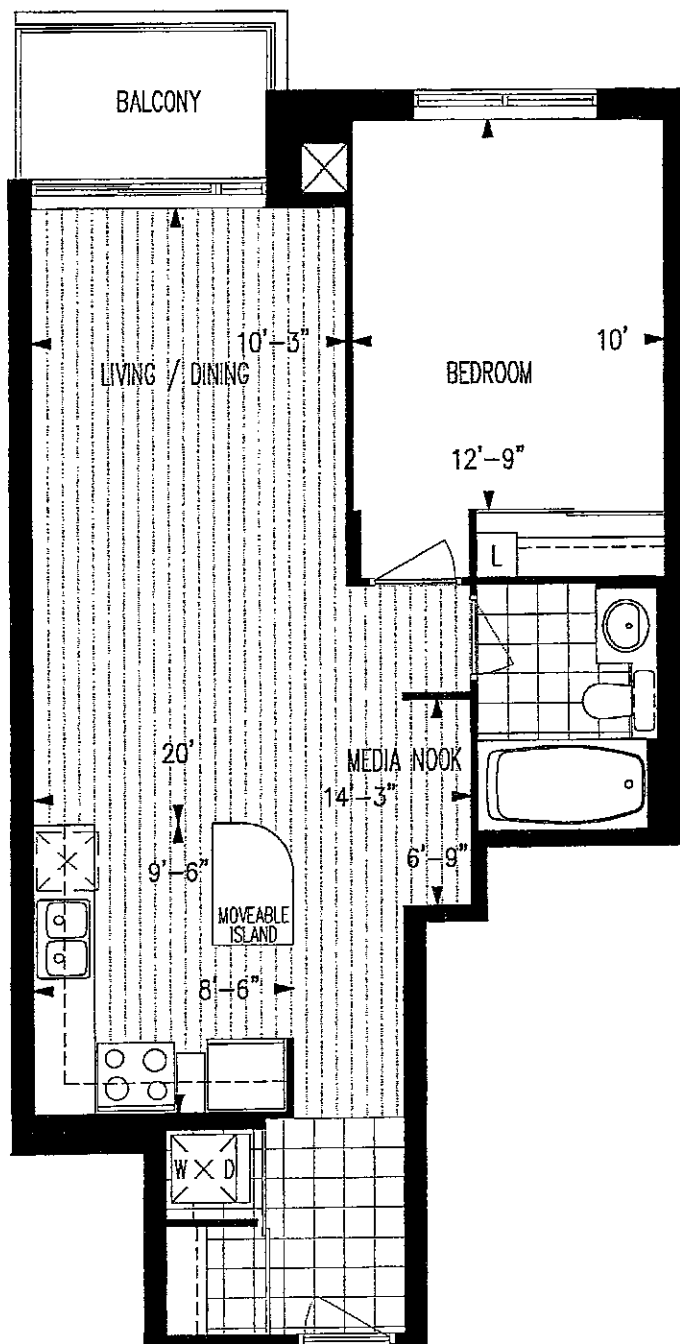 BALCONY
10'-3"
LIVING / DINING
10'
BEDROOM
12'-9"
L
20'
MEDIA NOOK
14'-3"
9'-6"
6'-9"
MOVEABLE
ISLAND
8'-6"
W D